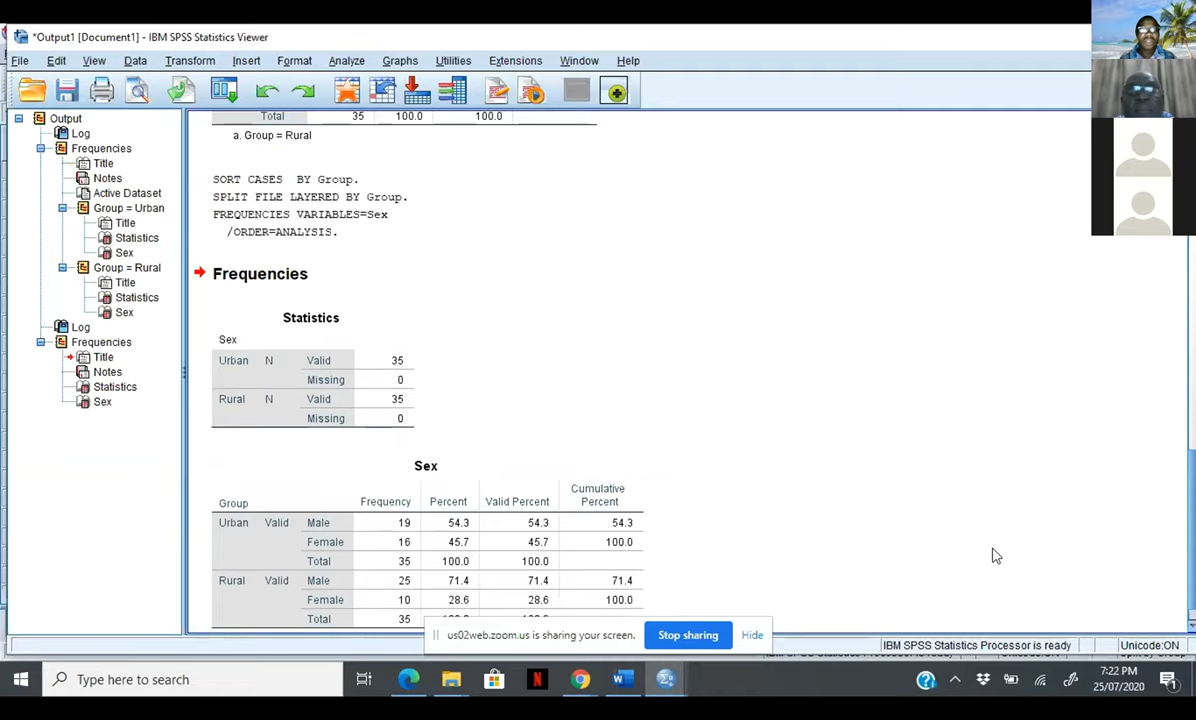 *Output1 [Document1] - IBM SPSS Statistics Viewer
File Edit View Data Transform Insert Format Analyze Graphs Utilities Extensions Window Help
Output
Log
Frequencies
Title
Notes
Active Dataset
Group = Urban
Title
Statistics
Sex
Group = Rural
Title
Statistics
Sex
Log
Frequencies
Title
Notes
Statistics
Sex
Total 35 100.0 100.0
a. Group = Rural
SORT CASES BY Group.
SPLIT FILE LAYERED BY Group.
FREQUENCIES VARIABLES=Sex
/ORDER=ANALYSIS.
Frequencies
Statistics
Sex
Urban N Valid 35
Missing 0
Rural N Valid 35
Missing 0
Sex
Group Frequency Percent Valid Percent Cumulative Percent
Urban Valid Male 19 54.3 54.3 54.3
Female 16 45.7 45.7 100.0
Total 35 100.0 100.0
Rural Valid Male 25 71.4 71.4 71.4
Female 10 28.6 28.6 100.0
Total 35
us02web.zoom.us is sharing your screen. Stop sharing Hide
IBM SPSS Statistics Processor is ready Unicode:ON
Type here to search
7:22 PM
25/07/2020